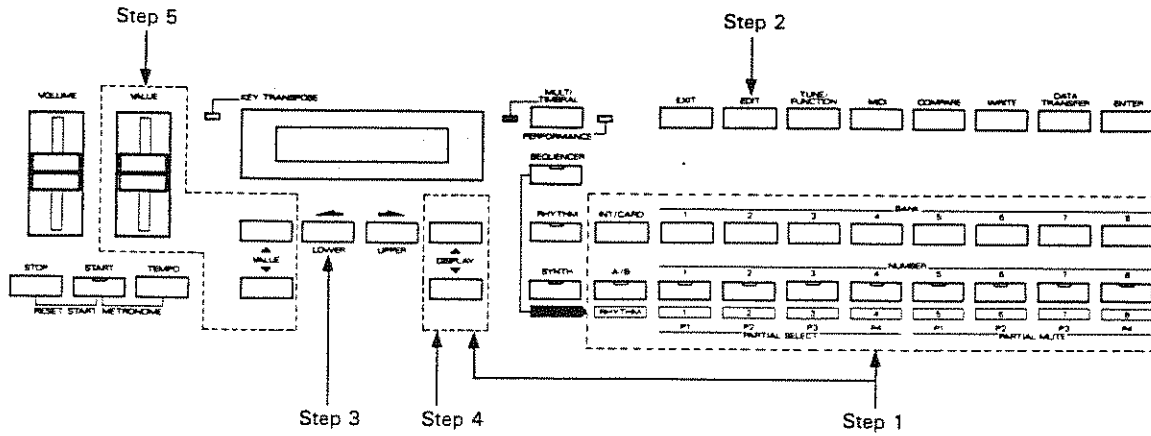 Step 5
Step 2
VOLUME
VALUE
KEY TRANSPOSE
MULTI TIMBRAL
PERFORMANCE
EXIT
EDIT
TUNE/ FUNCTION
MIDI
COMPARE
WRITE
DATA TRANSFER
ENTER
SEQUENCER
RHYTHM
INT/CARD
BANK
1 2 3 4 5 6 7 8
LOWER
UPPER
VALUE
DISPLAY
STOP
START
TEMPO
RESET START
METRONOME
SYNTH
A/B
NUMBER
1 2 3 4 5 6 7 8
RHYTHM
1 2 3 4 5 6 7 8
P1 P2 P3 P4 P1 P2 P3 P4
PARTIAL SELECT
PARTIAL MUTE
Step 3
Step 4
Step 1